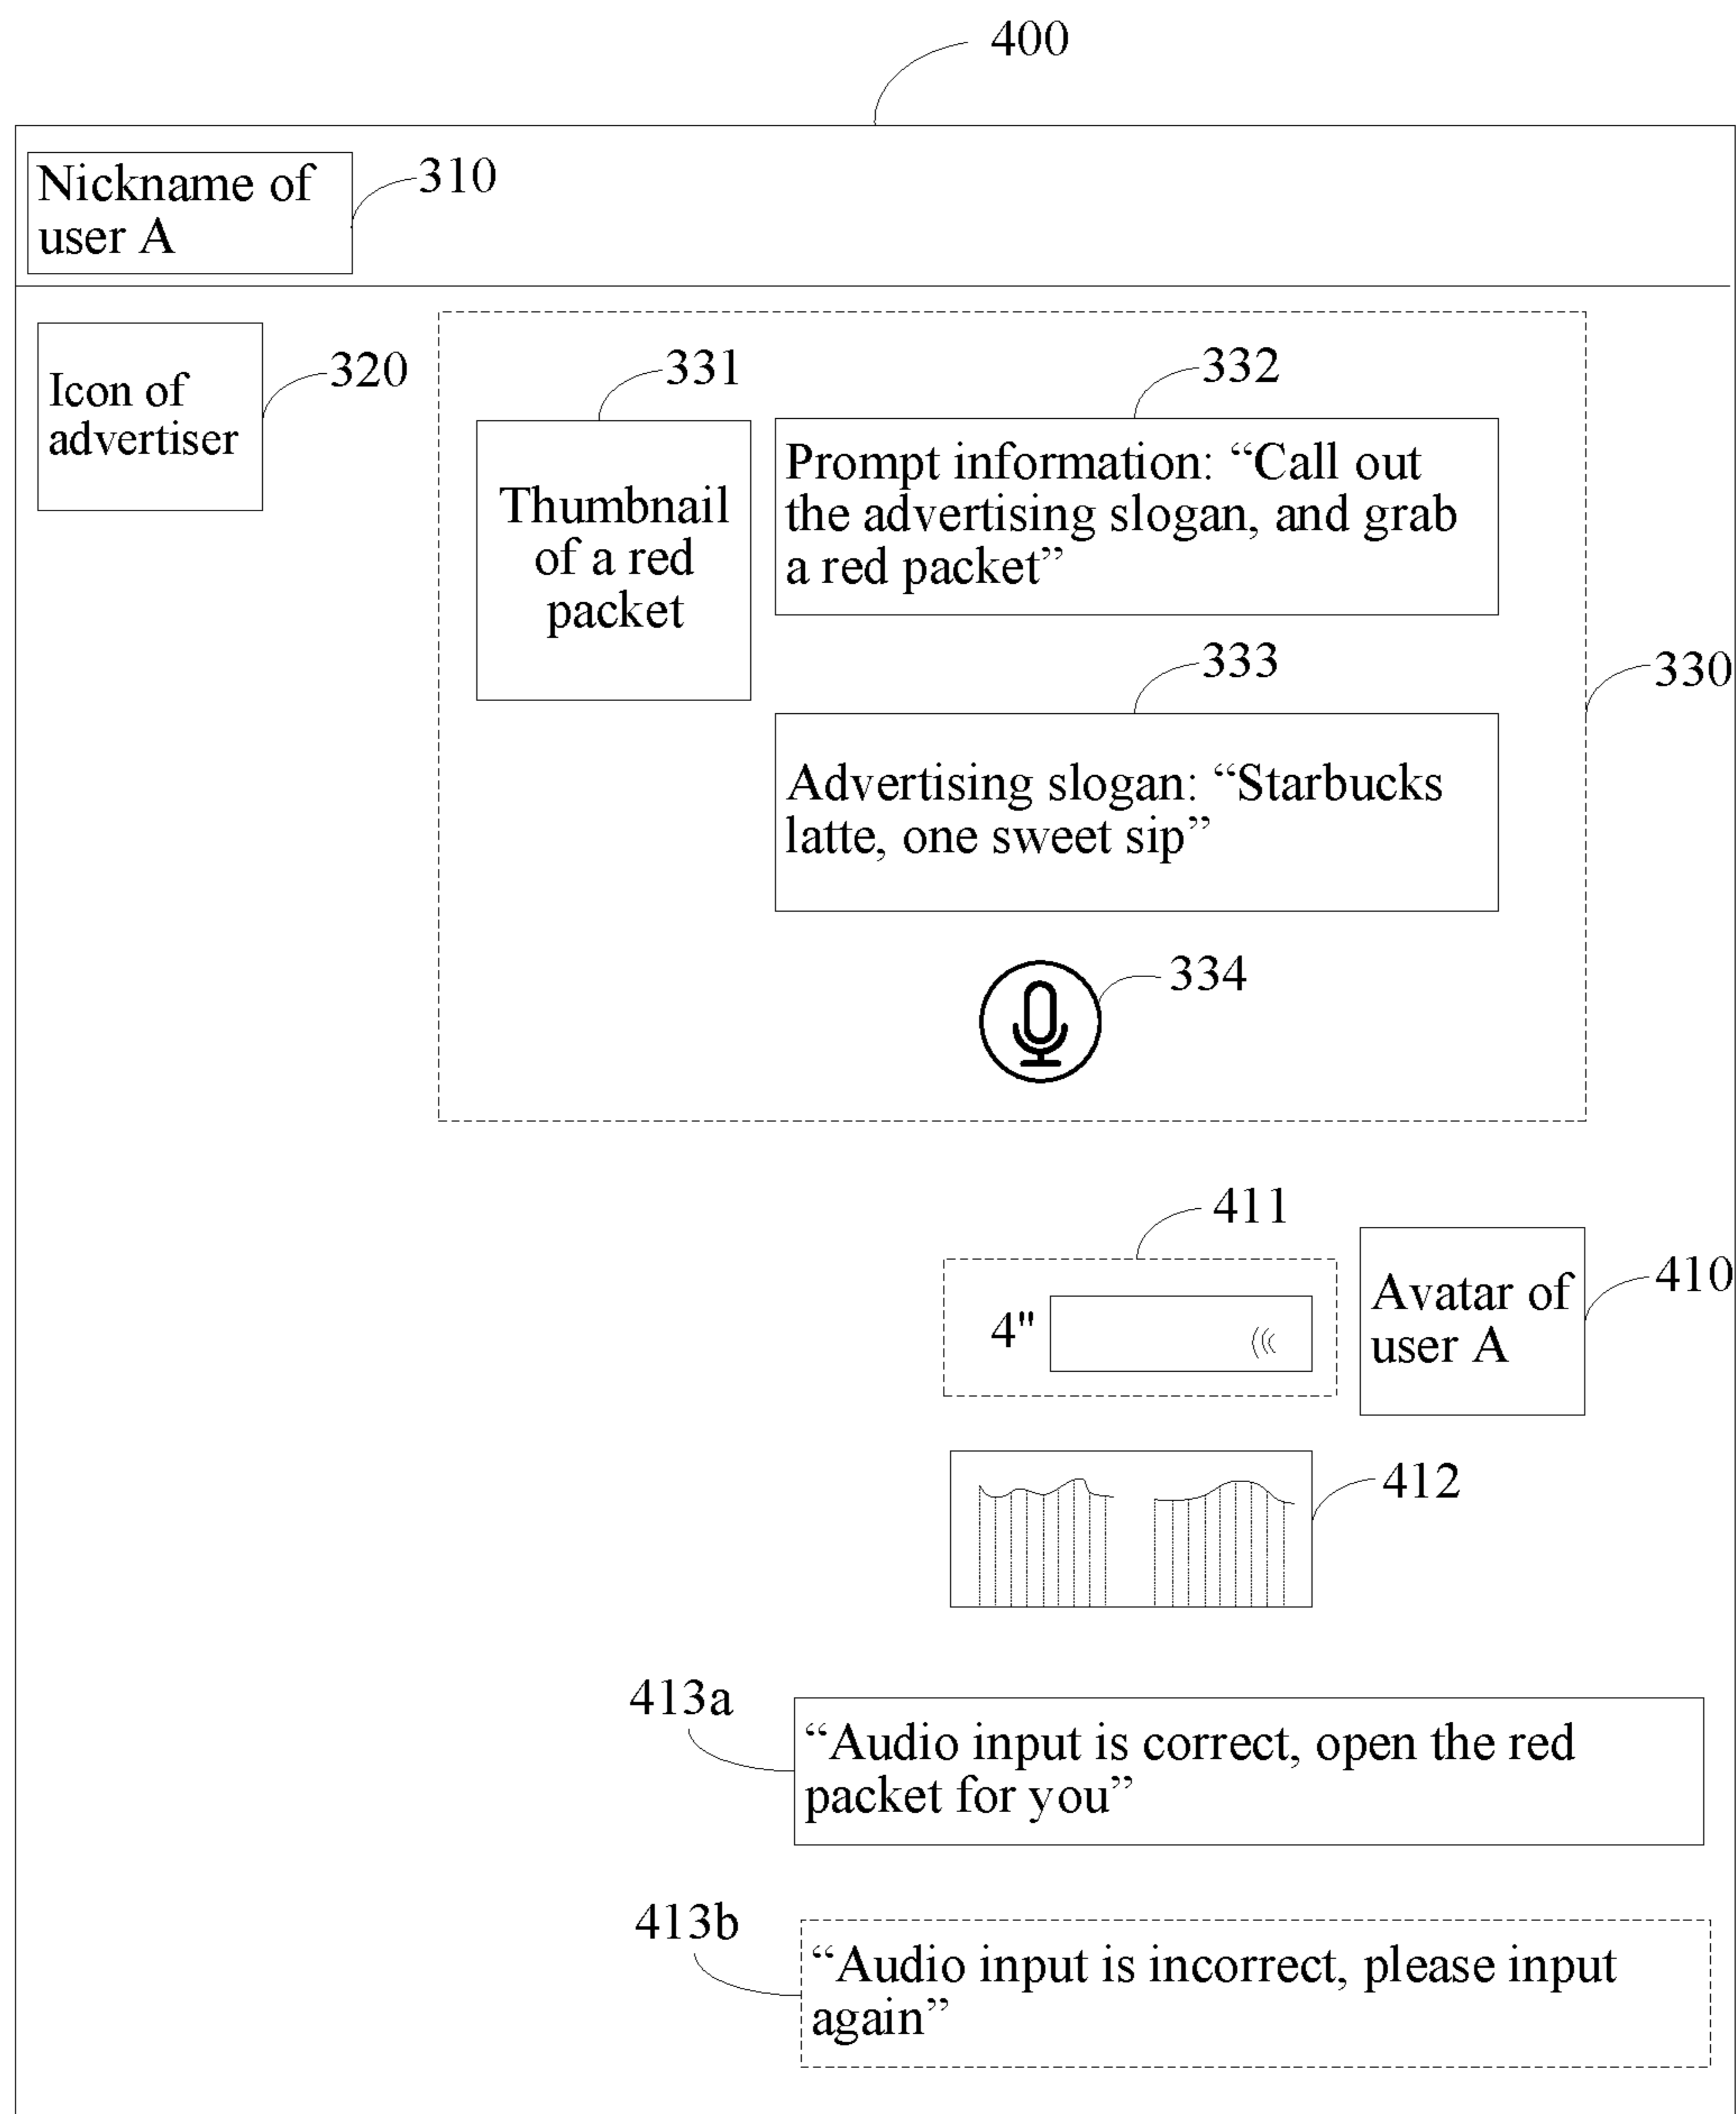 400
Nickname of
user A
310
Icon of
advertiser
320
331
Thumbnail
of a red
packet
332
Prompt information: “Call out
the advertising slogan, and grab
a red packet”
333
330
Advertising slogan: “Starbucks
latte, one sweet sip”
334
411
4"
Avatar of
user A
410
412
413a
“Audio input is correct, open the red
packet for you”
413b
“Audio input is incorrect, please input
again”